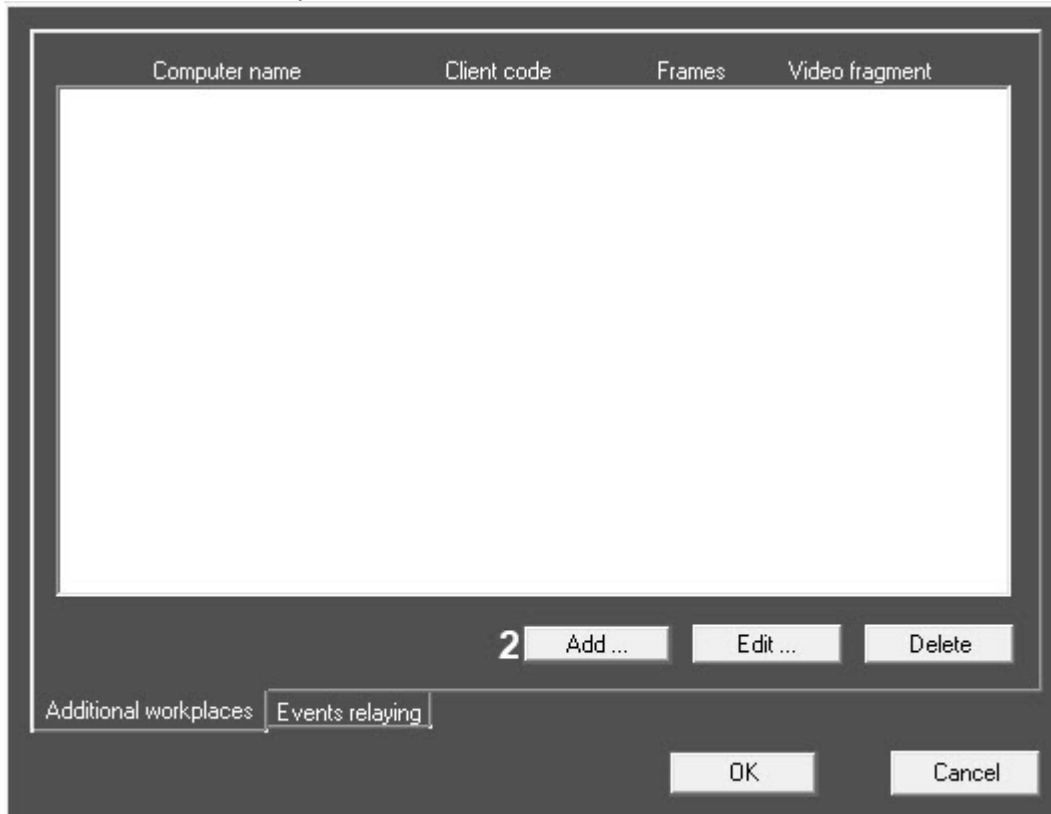 Computer name Client code Frames Video fragment
2 Add ... Edit ... Delete
Additional workplaces Events relaying
OK Cancel